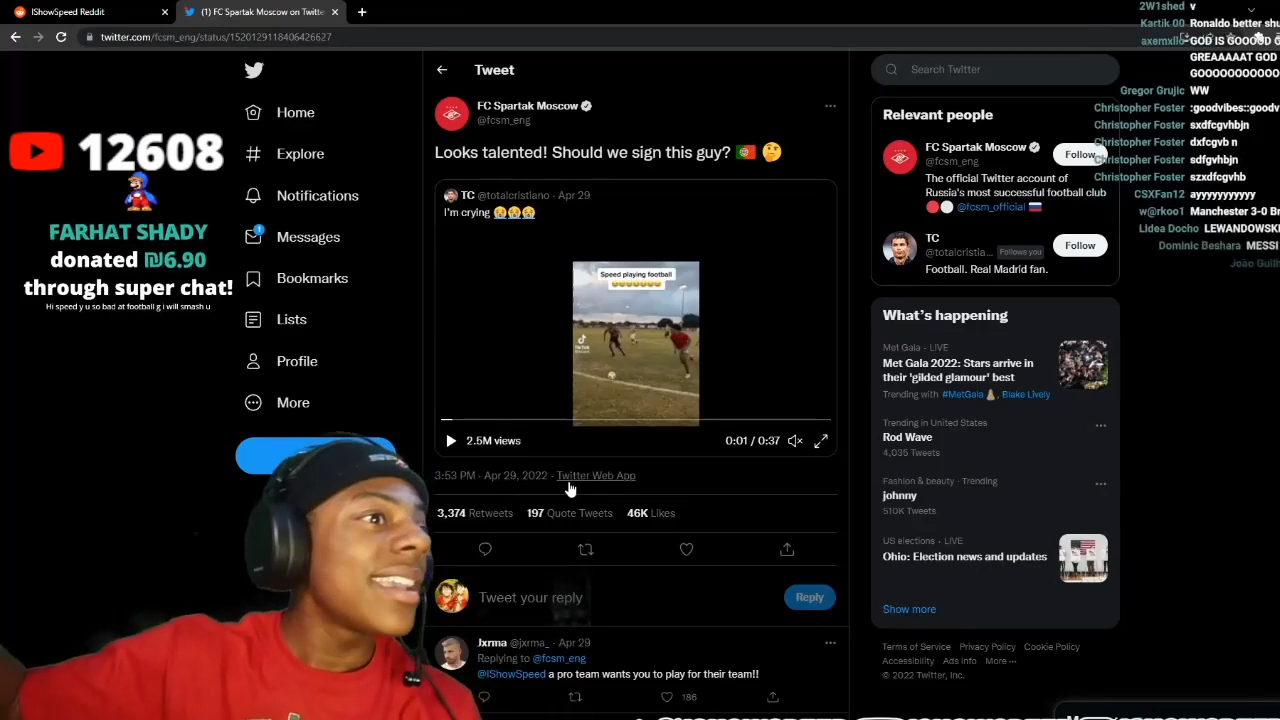 IShowSpeed Reddit
(1) FC Spartak Moscow on Twitte
twitter.com/fcsm_eng/status/1520129118406426627
12608
FARHAT SHADY
donated ₪6.90
through super chat!
Hi speed y u so bad at football g i will smash u
Home
Explore
Notifications
1
Messages
Bookmarks
Lists
Profile
More
Tweet
FC Spartak Moscow
@fcsm_eng
Looks talented! Should we sign this guy? 🇵🇹 🤔
TC @totalcristiano · Apr 29
I'm crying 😭😭😭
Speed playing football
TikTok
2.5M views
0:01 / 0:37
3:53 PM · Apr 29, 2022 · Twitter Web App
3,374 Retweets 197 Quote Tweets 46K Likes
Tweet your reply
Reply
Jxrma @jxrma_ · Apr 29
Replying to @fcsm_eng
@IShowSpeed a pro team wants you to play for their team!!
186
Search Twitter
Relevant people
FC Spartak Moscow
@fcsm_eng
Follow
The official Twitter account of
Russia's most successful football club
🔴⚪ @fcsm_official 🇷🇺
TC
@totalcristia... Follows you
Follow
Football. Real Madrid fan.
What's happening
Met Gala · LIVE
Met Gala 2022: Stars arrive in
their 'gilded glamour' best
Trending with #MetGala, Blake Lively
Trending in United States
Rod Wave
4,035 Tweets
Fashion & beauty · Trending
johnny
510K Tweets
US elections · LIVE
Ohio: Election news and updates
Show more
Terms of Service Privacy Policy Cookie Policy
Accessibility Ads info More ···
© 2022 Twitter, Inc.
2W1shed v
Kartik 00 Ronaldo better shu
axemxllo GOD IS GOOOOD G
GREAAAAT GOD
GOOOOOOOOOO
Gregor Grujic WW
Christopher Foster :goodvibes::goodv
Christopher Foster sxdfcgvhbjn
Christopher Foster dxfcgvb n
Christopher Foster sdfgvhbjn
Christopher Foster szxdfcgvhb
CSXFan12 ayyyyyyyyyy
w@rkoo1 Manchester 3-0 Br
Lidea Docho LEWANDOWSKI
Dominic Beshara MESSI
João Guilh